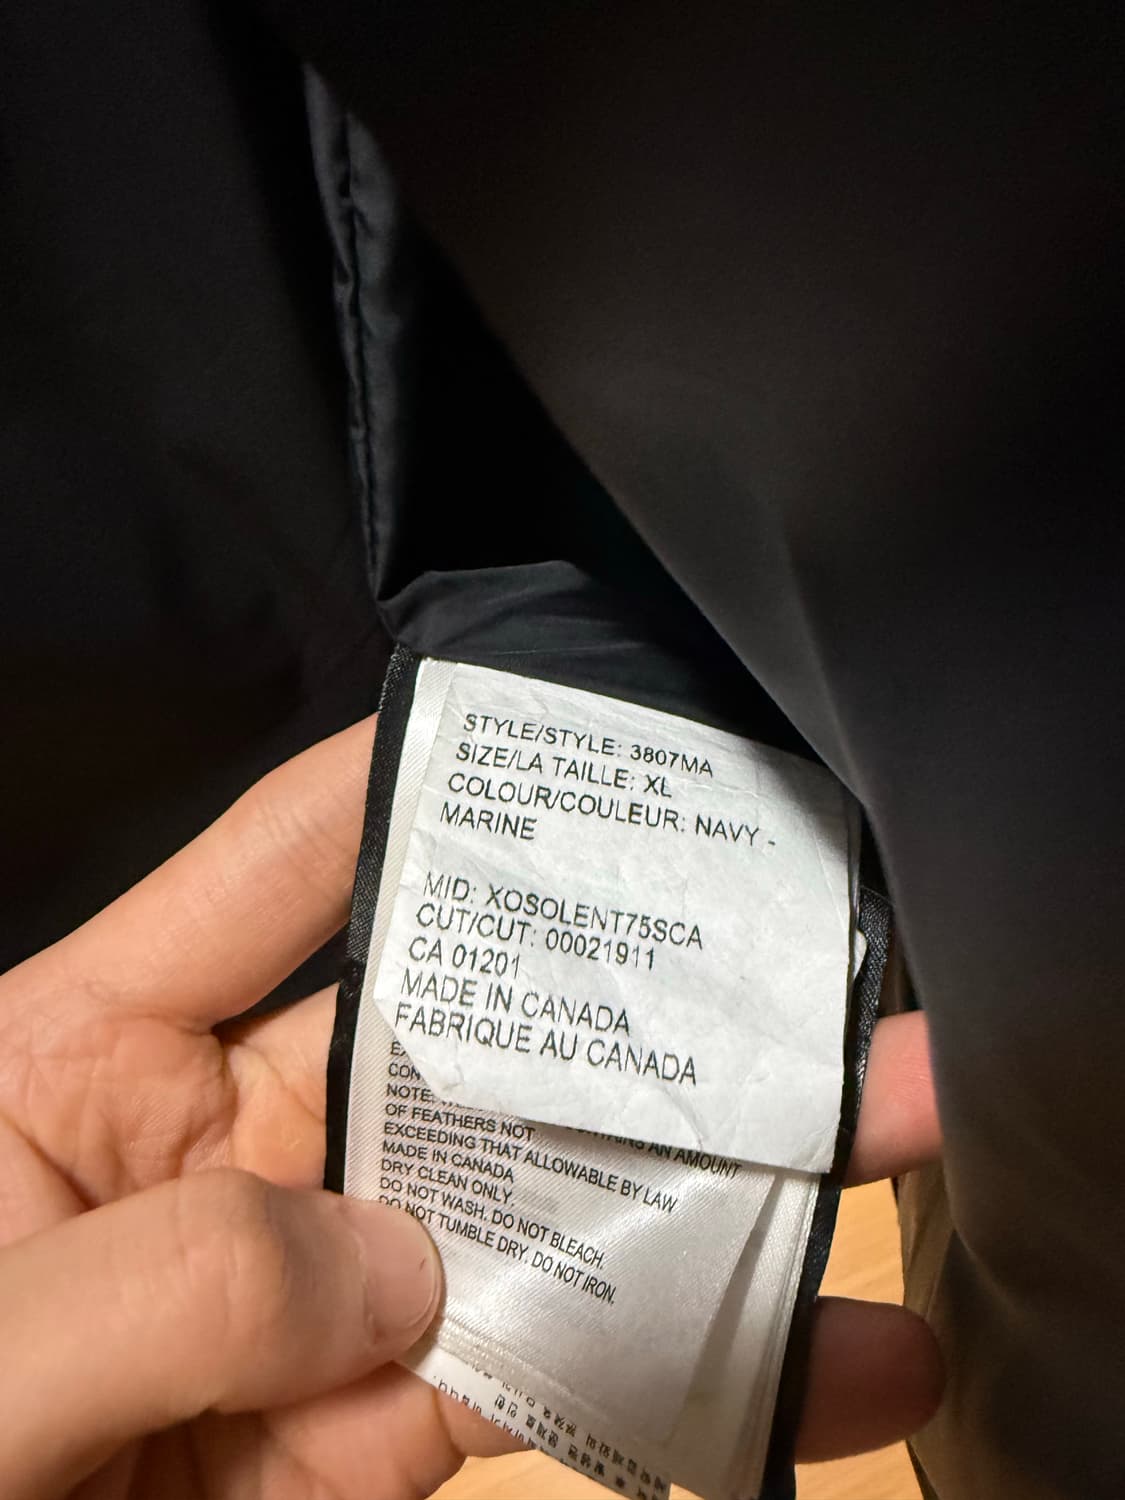 STYLE/STYLE: 3807MA
SIZE/LA TAILLE: XL
COLOUR/COULEUR: NAVY -
MARINE
MID: XOSOLENT75SCA
CUT/CUT: 00021911
CA 01201
MADE IN CANADA
FABRIQUE AU CANADA
NOTE:
OF FEATHERS NOT AN AMOUNT
EXCEEDING THAT ALLOWABLE BY LAW
MADE IN CANADA
DRY CLEAN ONLY.
DO NOT WASH. DO NOT BLEACH.
DO NOT TUMBLE DRY. DO NOT IRON.